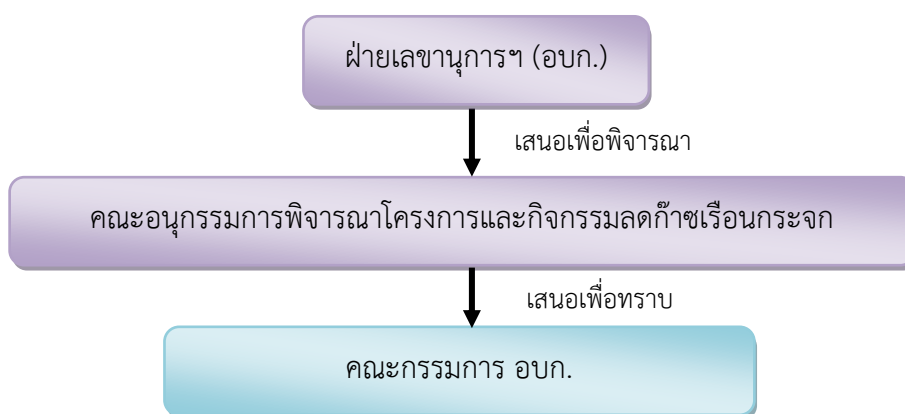 ฝ่ายเลขานุการฯ (อบก.)
เสนอเพื่อพิจารณา
คณะอนุกรรมการพิจารณาโครงการและกิจกรรมลดก๊าซเรือนกระจก
เสนอเพื่อทราบ
คณะกรรมการ อบก.